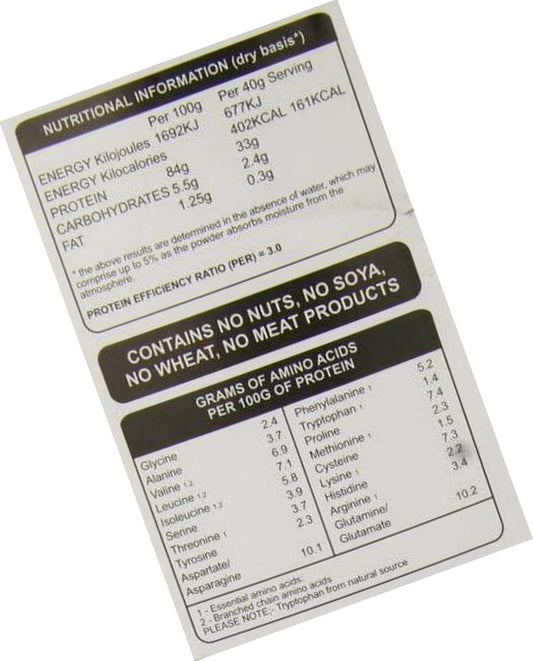 NUTRITIONAL INFORMATION (dry basis*)
Per 100g Per 40g Serving
ENERGY Kilojoules 1692KJ 677KJ
ENERGY Kilocalories 402KCAL 161KCAL
PROTEIN 84g 33g
CARBOHYDRATES 5.5g 2.4g
FAT 1.25g 0.3g
* the above results are determined in the absence of water, which may
comprise up to 5% as the powder absorbs moisture from the
atmosphere.
PROTEIN EFFICIENCY RATIO (PER) = 3.0
CONTAINS NO NUTS, NO SOYA,
NO WHEAT, NO MEAT PRODUCTS
GRAMS OF AMINO ACIDS
PER 100G OF PROTEIN
Glycine 2.4
Alanine 3.7
Valine 1,2 6.9
Leucine 1,2 7.1
Isoleucine 1,2 5.8
Serine 3.9
Threonine 1 3.7
Tyrosine 2.3
Aspartate/
Asparagine 10.1
Phenylalanine 1 5.2
Tryptophan 1 1.4
Proline 7.4
Methionine 1 2.3
Cysteine 1.5
Lysine 1 7.3
Histidine 2.2
Arginine 1 3.4
Glutamine/
Glutamate 10.2
1 - Essential amino acids:
2 - Branched chain amino acids
PLEASE NOTE;- Tryptophan from natural source